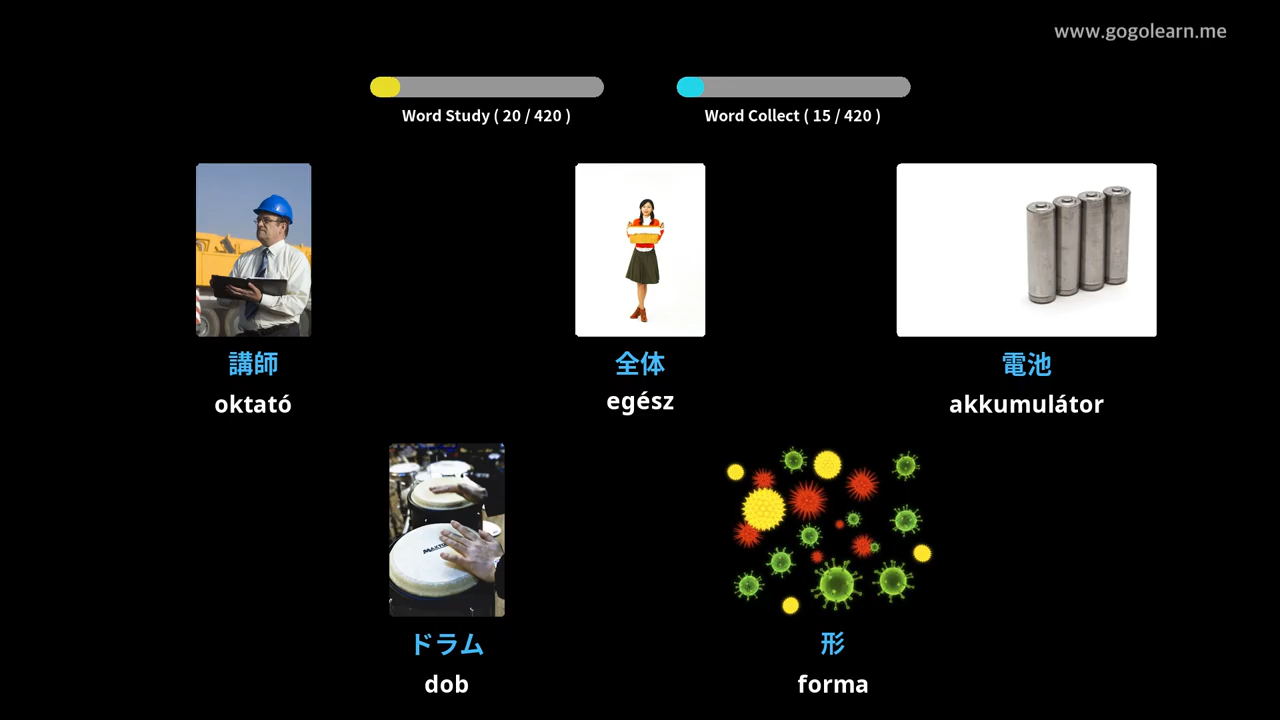 www.gogolearn.me
Word Study ( 20 / 420 )
Word Collect ( 15 / 420 )
講師
oktató
全体
egész
電池
akkumulátor
ドラム
dob
形
forma